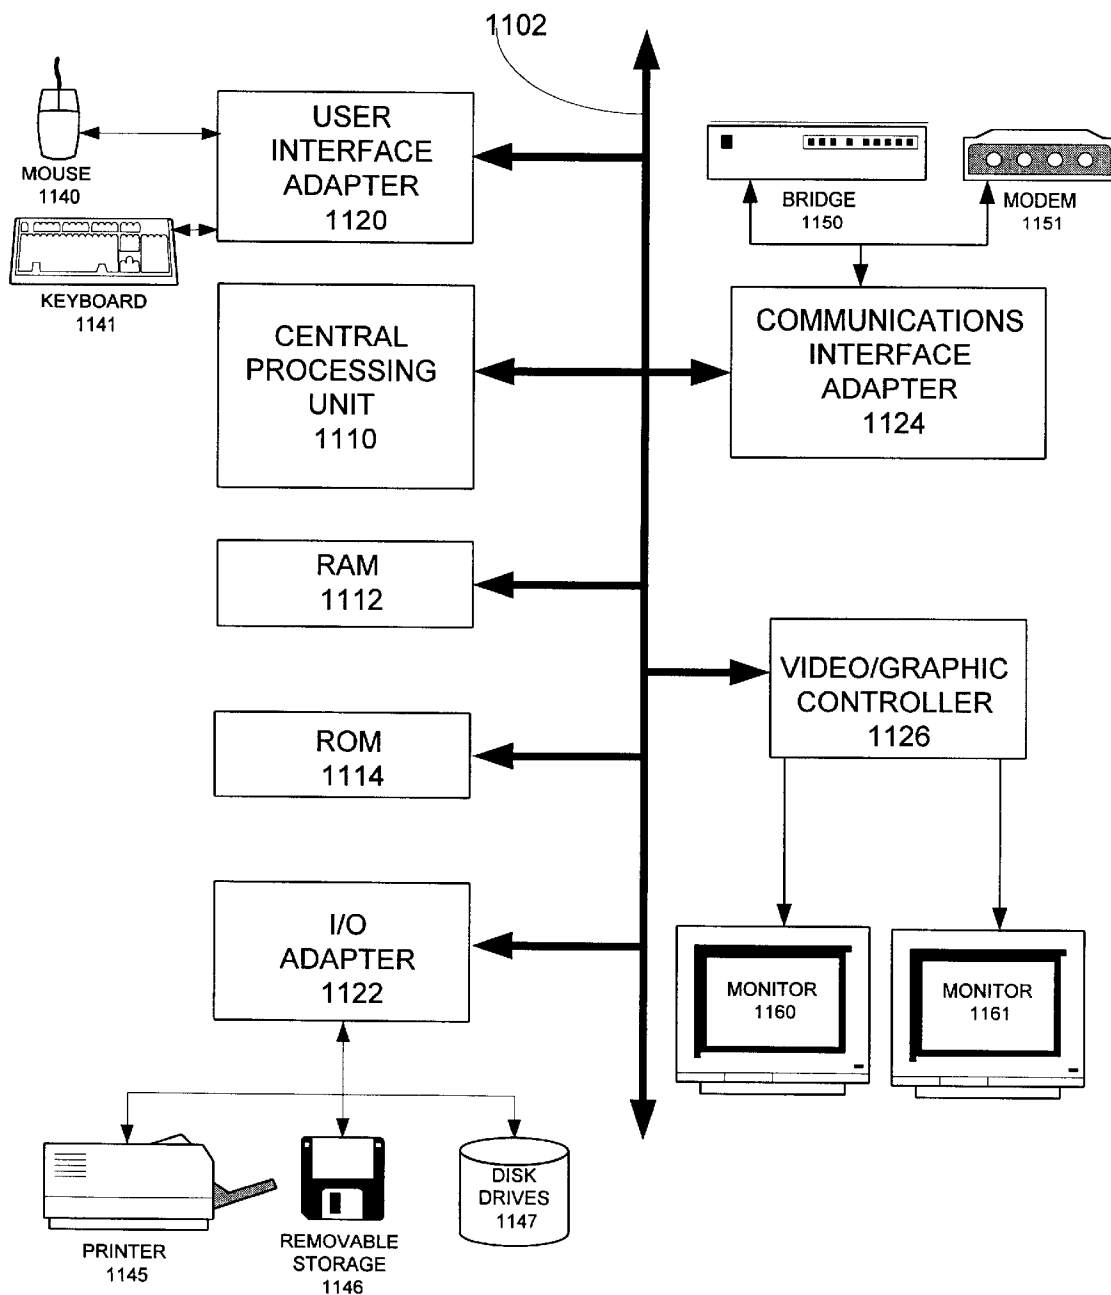 1102
USER
INTERFACE
ADAPTER
1120
MOUSE
1140
KEYBOARD
1141
BRIDGE
1150
MODEM
1151
CENTRAL
PROCESSING
UNIT
1110
COMMUNICATIONS
INTERFACE
ADAPTER
1124
RAM
1112
VIDEO/GRAPHIC
CONTROLLER
1126
ROM
1114
I/O
ADAPTER
1122
MONITOR
1160
MONITOR
1161
PRINTER
1145
REMOVABLE
STORAGE
1146
DISK
DRIVES
1147